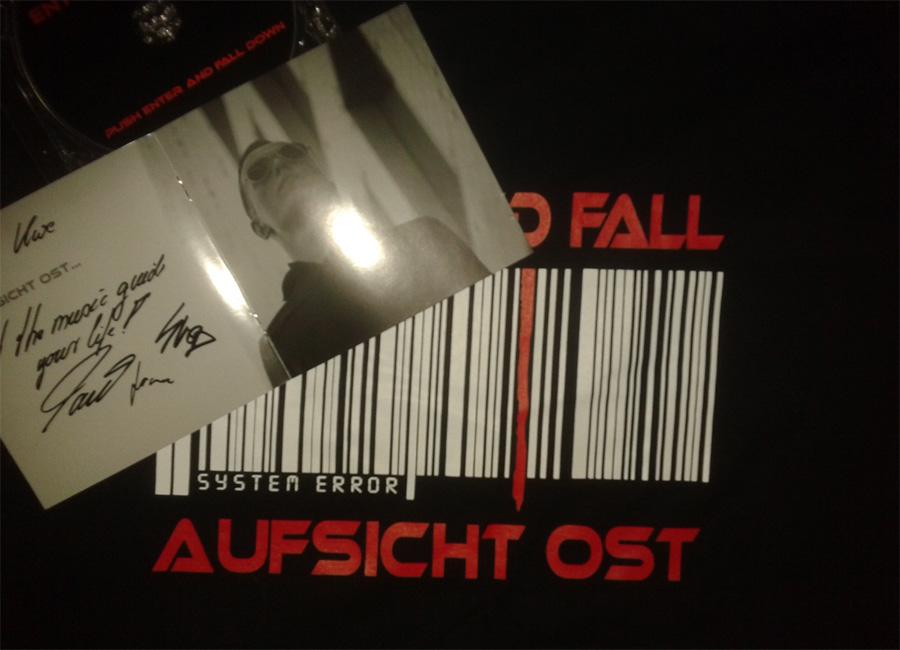 PUSH ENTER AND FALL DOWN
Uwe
SICHT OST...
the music guide
your life!
D FALL
SYSTEM ERROR
AUFSICHT OST